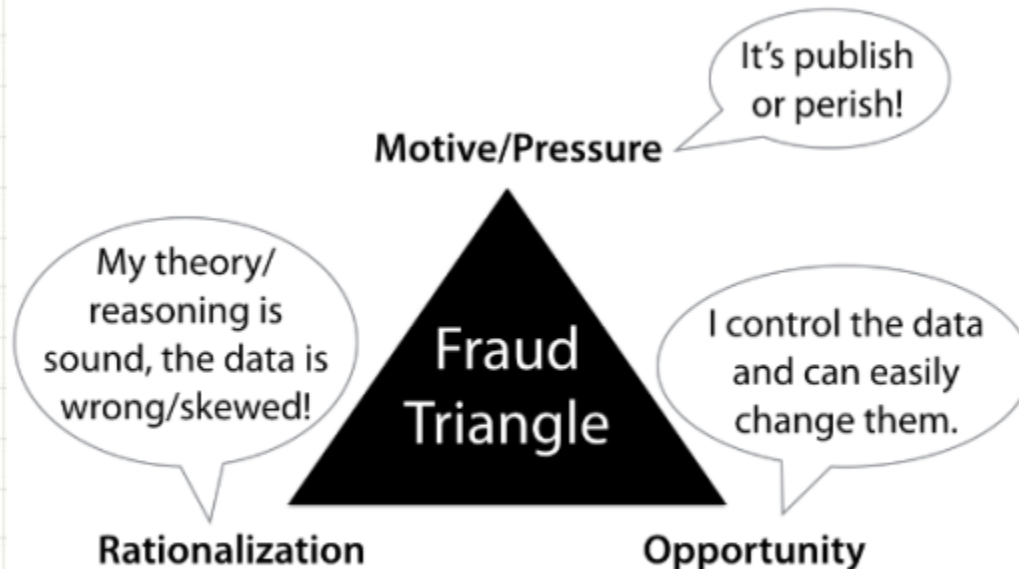 It's publish
or perish!
Motive/Pressure
My theory/
reasoning is
sound, the data is
wrong/skewed!
Fraud
Triangle
I control the data
and can easily
change them.
Rationalization
Opportunity